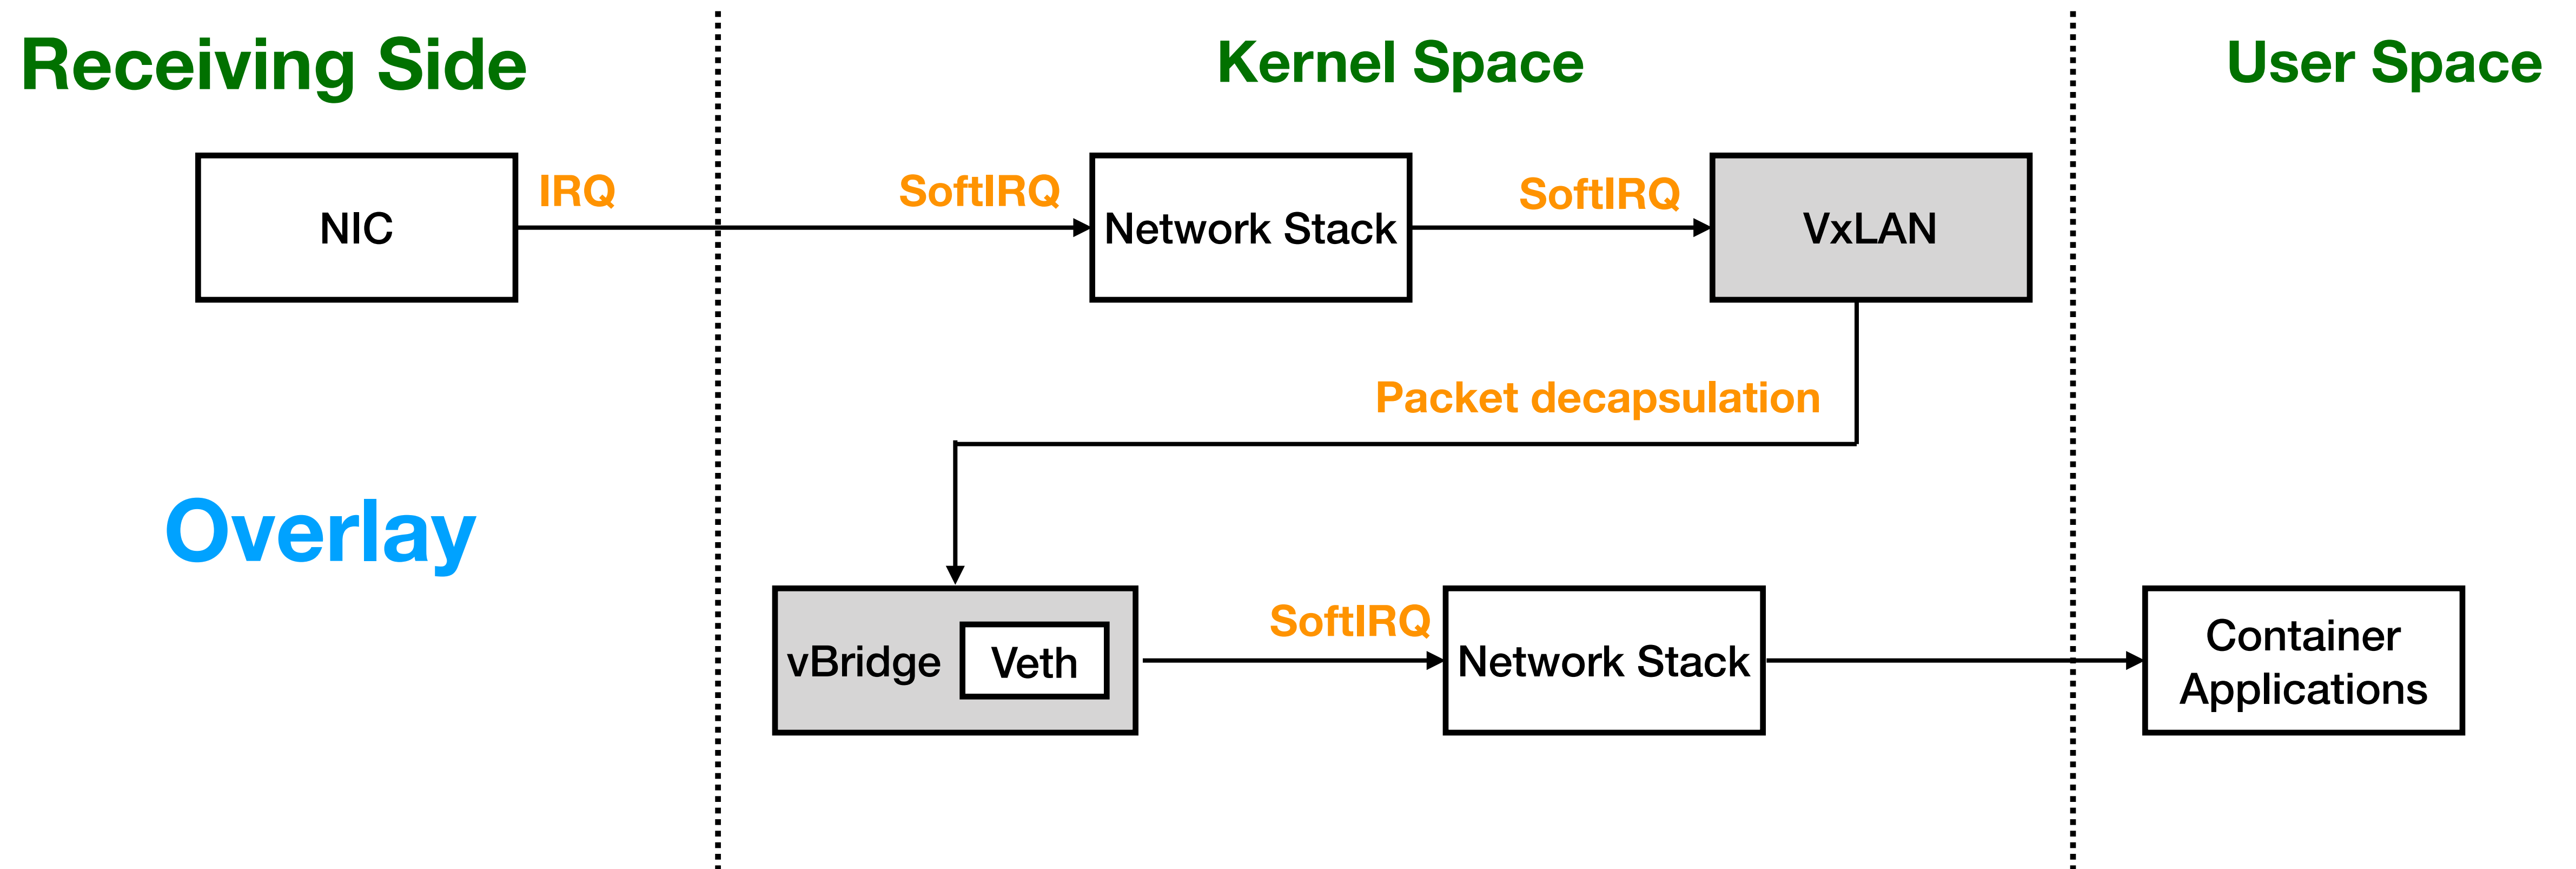 Receiving Side
Kernel Space
User Space
NIC
IRQ
SoftIRQ
Network Stack
SoftIRQ
VxLAN
Packet decapsulation
Overlay
vBridge
Veth
SoftIRQ
Network Stack
Container
Applications